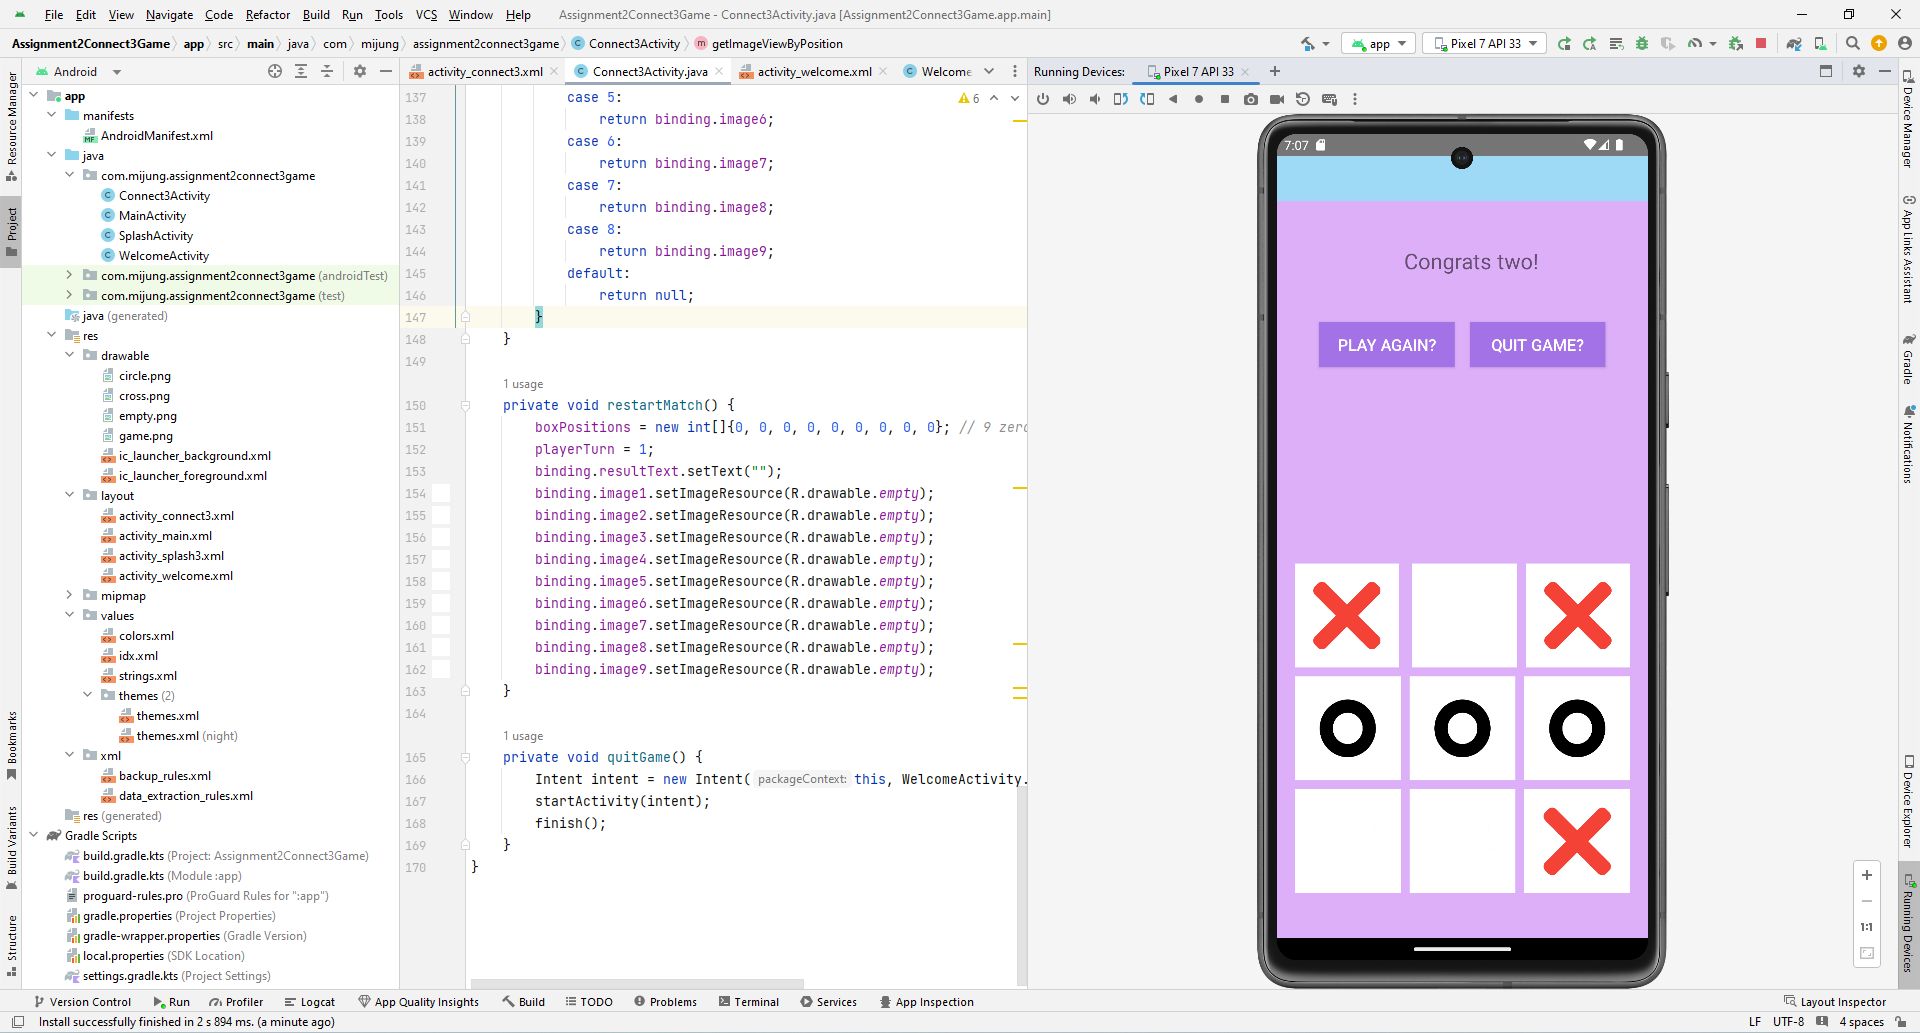 File Edit View Navigate Code Refactor Build Run Tools VCS Window Help Assignment2Connect3Game - Connect3Activity.java [Assignment2Connect3Game.app.main]
Assignment2Connect3Game app src main java com mijung assignment2connect3game Connect3Activity getImageViewByPosition app Pixel 7 API 33
Resource Manager
Project
Bookmarks
Build Variants
Structure
Android
app
manifests
AndroidManifest.xml
java
com.mijung.assignment2connect3game
Connect3Activity
MainActivity
SplashActivity
WelcomeActivity
com.mijung.assignment2connect3game (androidTest)
com.mijung.assignment2connect3game (test)
java (generated)
res
drawable
circle.png
cross.png
empty.png
game.png
ic_launcher_background.xml
ic_launcher_foreground.xml
layout
activity_connect3.xml
activity_main.xml
activity_splash3.xml
activity_welcome.xml
mipmap
values
colors.xml
idx.xml
strings.xml
themes (2)
themes.xml
themes.xml (night)
xml
backup_rules.xml
data_extraction_rules.xml
res (generated)
Gradle Scripts
build.gradle.kts (Project: Assignment2Connect3Game)
build.gradle.kts (Module :app)
proguard-rules.pro (ProGuard Rules for ":app")
gradle.properties (Project Properties)
gradle-wrapper.properties (Gradle Version)
local.properties (SDK Location)
settings.gradle.kts (Project Settings)
activity_connect3.xml Connect3Activity.java activity_welcome.xml Welcome
6
137 case 5:
138 return binding.image6;
139 case 6:
140 return binding.image7;
141 case 7:
142 return binding.image8;
143 case 8:
144 return binding.image9;
145 default:
146 return null;
147 }
148 }
149
1 usage
150 private void restartMatch() {
151 boxPositions = new int[]{0, 0, 0, 0, 0, 0, 0, 0, 0}; // 9 zero
152 playerTurn = 1;
153 binding.resultText.setText("");
154 binding.image1.setImageResource(R.drawable.empty);
155 binding.image2.setImageResource(R.drawable.empty);
156 binding.image3.setImageResource(R.drawable.empty);
157 binding.image4.setImageResource(R.drawable.empty);
158 binding.image5.setImageResource(R.drawable.empty);
159 binding.image6.setImageResource(R.drawable.empty);
160 binding.image7.setImageResource(R.drawable.empty);
161 binding.image8.setImageResource(R.drawable.empty);
162 binding.image9.setImageResource(R.drawable.empty);
163 }
164
1 usage
165 private void quitGame() {
166 Intent intent = new Intent( packageContext: this, WelcomeActivity.
167 startActivity(intent);
168 finish();
169 }
170 }
Running Devices: Pixel 7 API 33
7:07
Congrats two!
PLAY AGAIN? QUIT GAME?
1:1
Device Manager
App Links Assistant
Gradle
Notifications
Device Explorer
Running Devices
Version Control Run Profiler Logcat App Quality Insights Build TODO Problems Terminal Services App Inspection Layout Inspector
Install successfully finished in 2 s 894 ms. (a minute ago) LF UTF-8 4 spaces